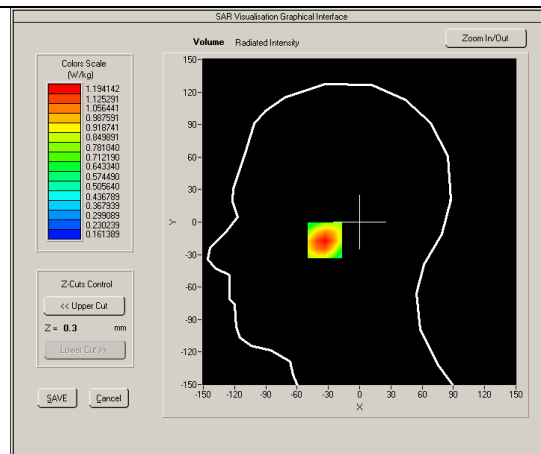 SAR Visualisation Graphical Interface
Volume Radiated Intensity
Zoom In/Out
Colors Scale
(W/kg)
1.194142
1.125291
1.056441
0.987591
0.918741
0.849891
0.781040
0.712190
0.643340
0.574490
0.505640
0.436789
0.367939
0.299089
0.230239
0.161389
Z-Cuts Control
<< Upper Cut
Z = 0.3 mm
Lower Cut >>
SAVE Cancel
150
120
90
60
30
0
-30
-60
-90
-120
-150
Y
-150 -120 -90 -60 -30 0 30 60 90 120 150
X